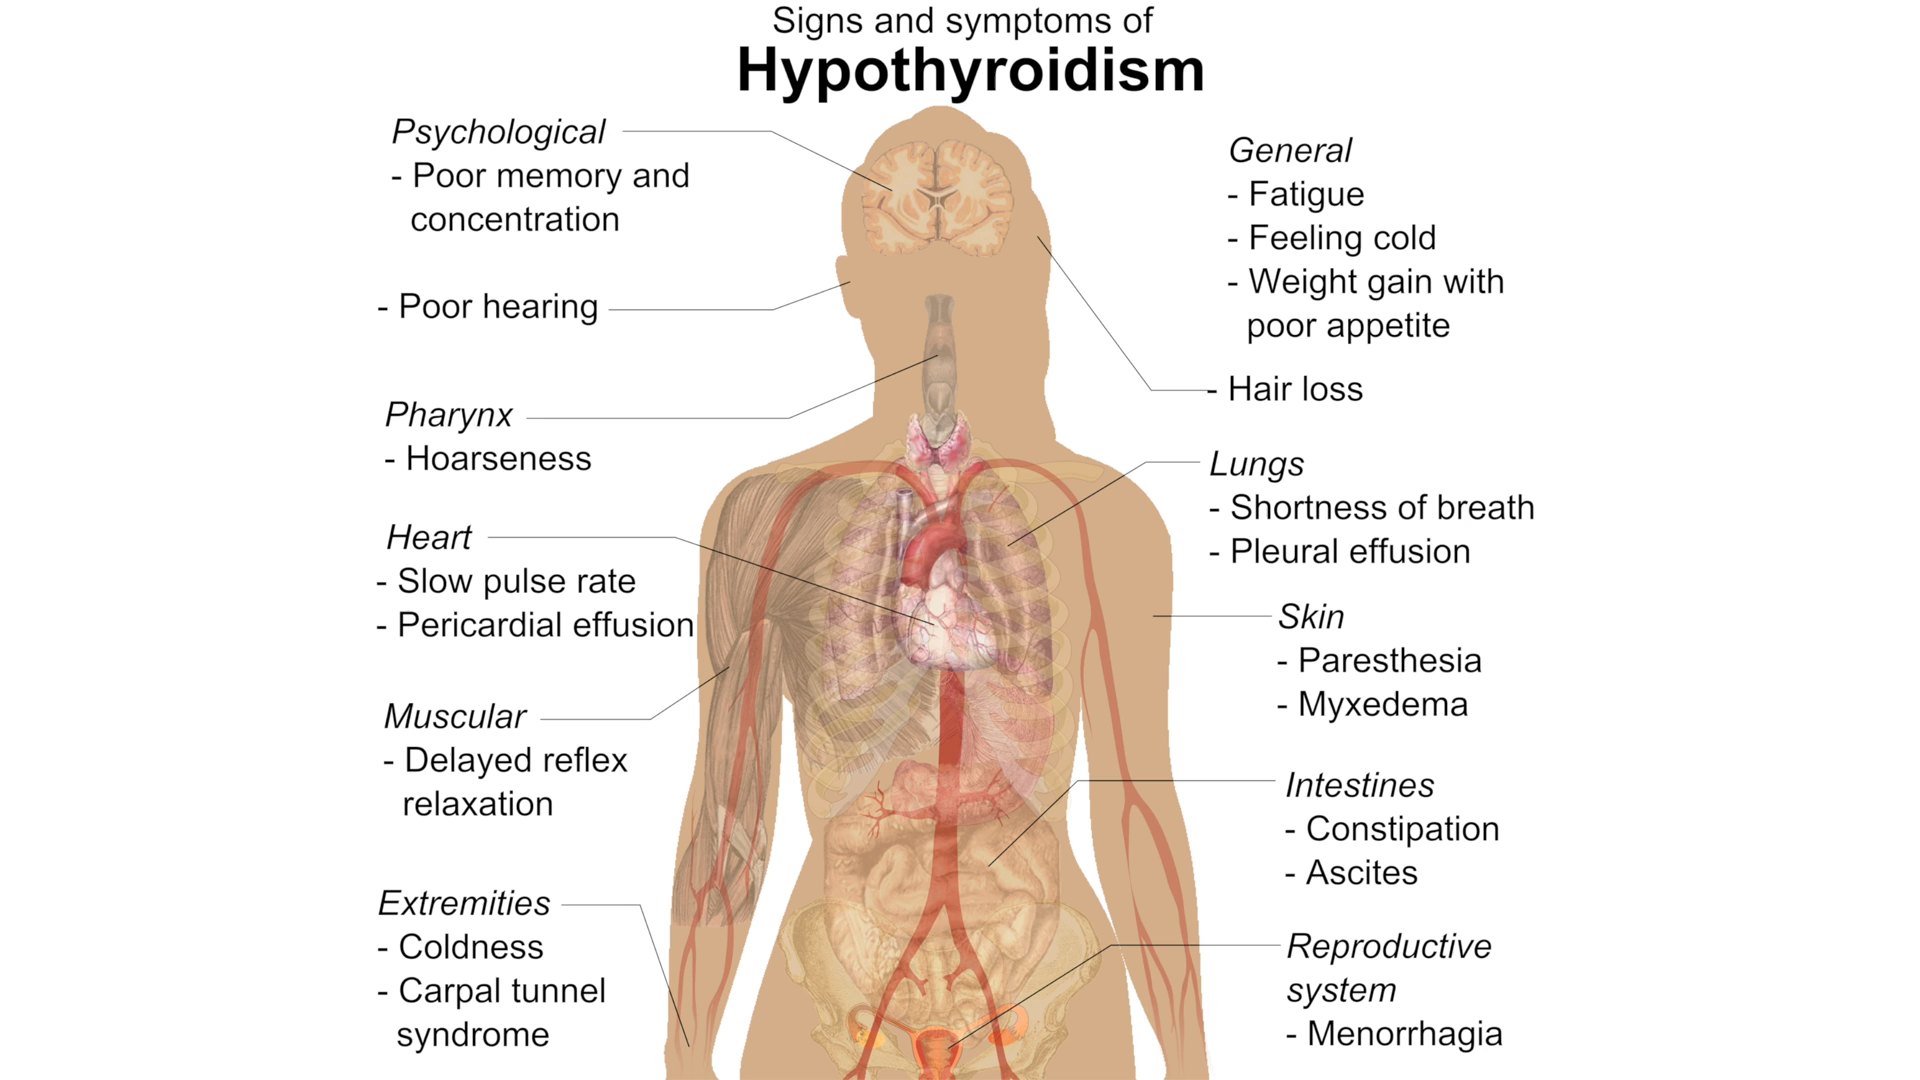 Signs and symptoms of
Hypothyroidism
Psychological
- Poor memory and
concentration
- Poor hearing
Pharynx
- Hoarseness
Heart
- Slow pulse rate
- Pericardial effusion
Muscular
- Delayed reflex
relaxation
Extremities
- Coldness
- Carpal tunnel
syndrome
General
- Fatigue
- Feeling cold
- Weight gain with
poor appetite
- Hair loss
Lungs
- Shortness of breath
- Pleural effusion
Skin
- Paresthesia
- Myxedema
Intestines
- Constipation
- Ascites
Reproductive
system
- Menorrhagia